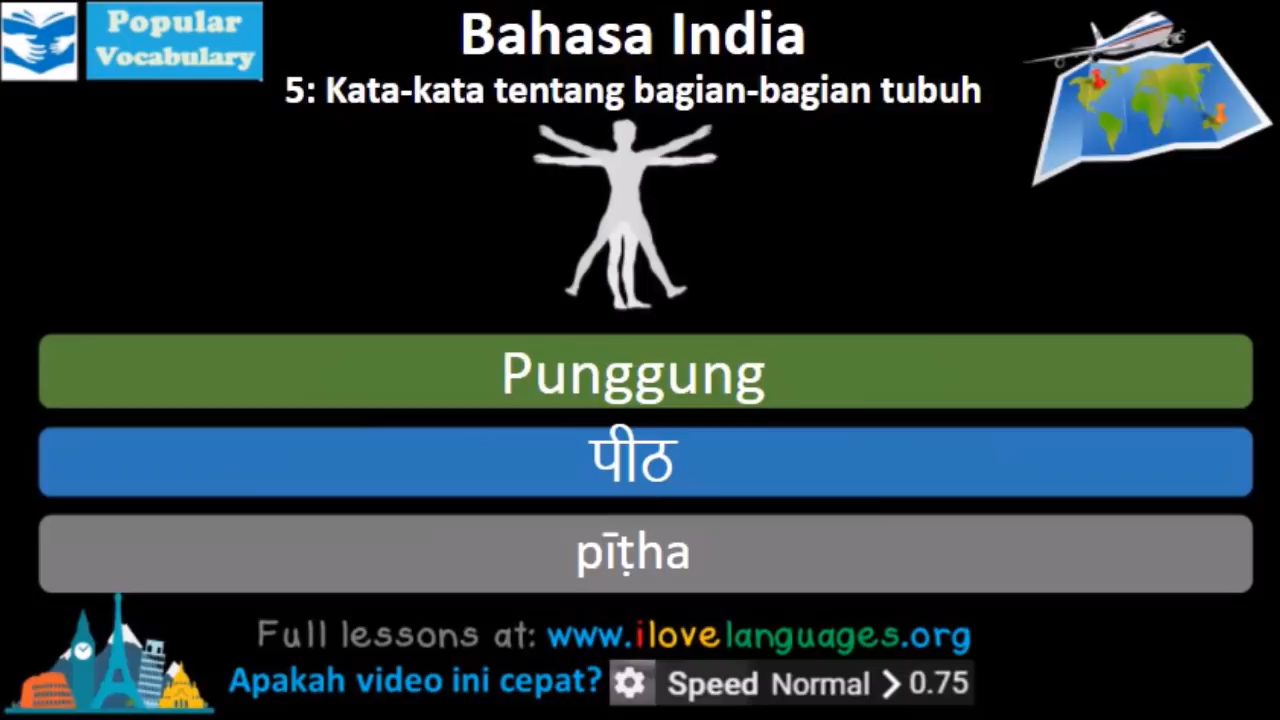 Popular
Vocabulary
Bahasa India
5: Kata-kata tentang bagian-bagian tubuh
Punggung
पीठ
pīṭha
Full lessons at: www.ilovelanguages.org
Apakah video ini cepat? Speed Normal > 0.75